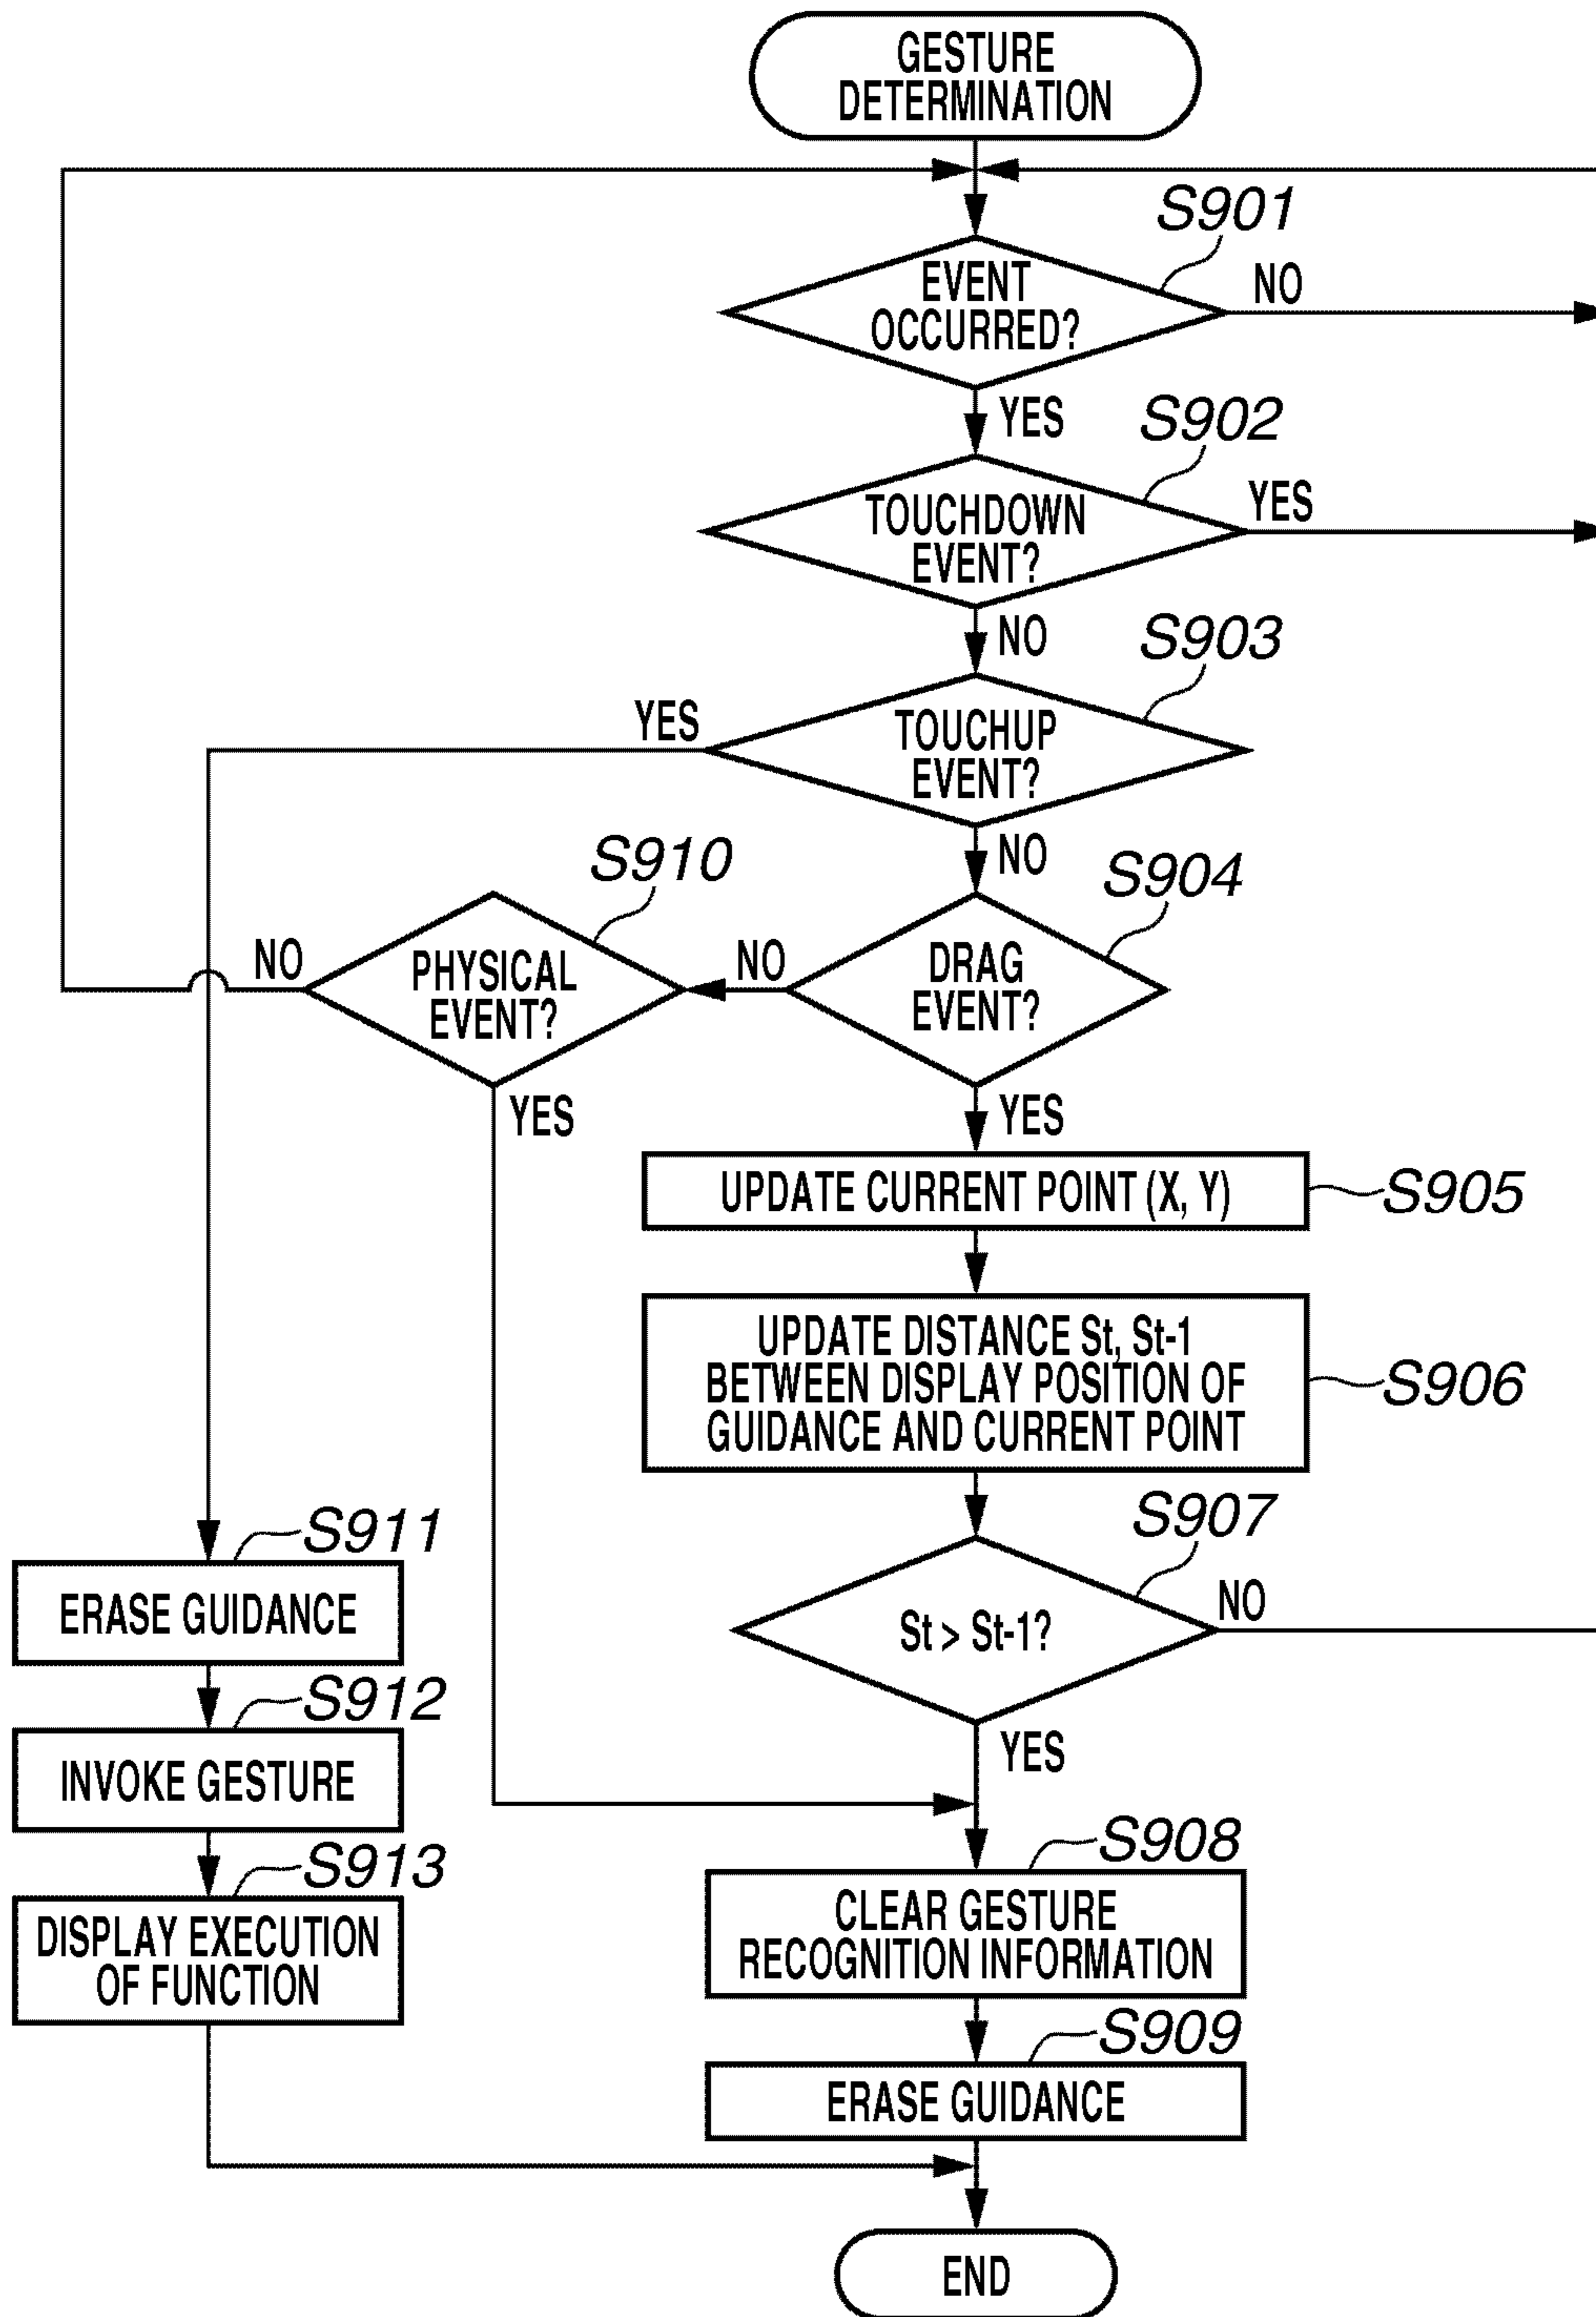 GESTURE
DETERMINATION
S901
EVENT
OCCURRED?
NO
YES
S902
TOUCHDOWN
EVENT?
YES
NO
S903
TOUCHUP
EVENT?
YES
NO
S904
DRAG
EVENT?
NO
S910
PHYSICAL
EVENT?
NO
YES
YES
UPDATE CURRENT POINT (X, Y)
S905
UPDATE DISTANCE St, St-1
BETWEEN DISPLAY POSITION OF
GUIDANCE AND CURRENT POINT
S906
S907
St > St-1?
NO
YES
S911
ERASE GUIDANCE
S912
INVOKE GESTURE
S913
DISPLAY EXECUTION
OF FUNCTION
S908
CLEAR GESTURE
RECOGNITION INFORMATION
S909
ERASE GUIDANCE
END